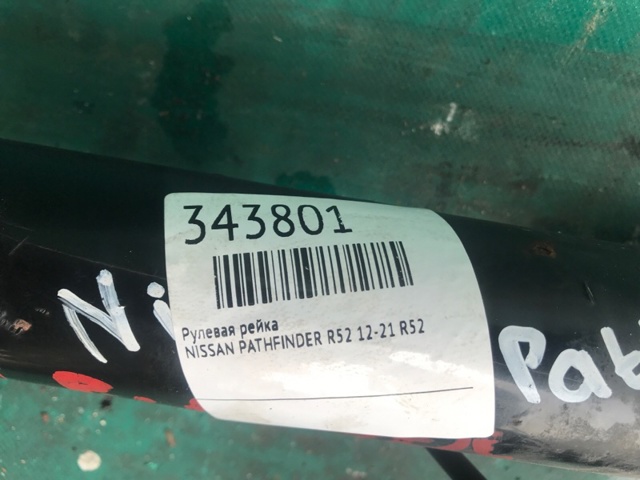 343801
Рулевая рейка
NISSAN PATHFINDER R52 12-21 R52
Ni
Pat